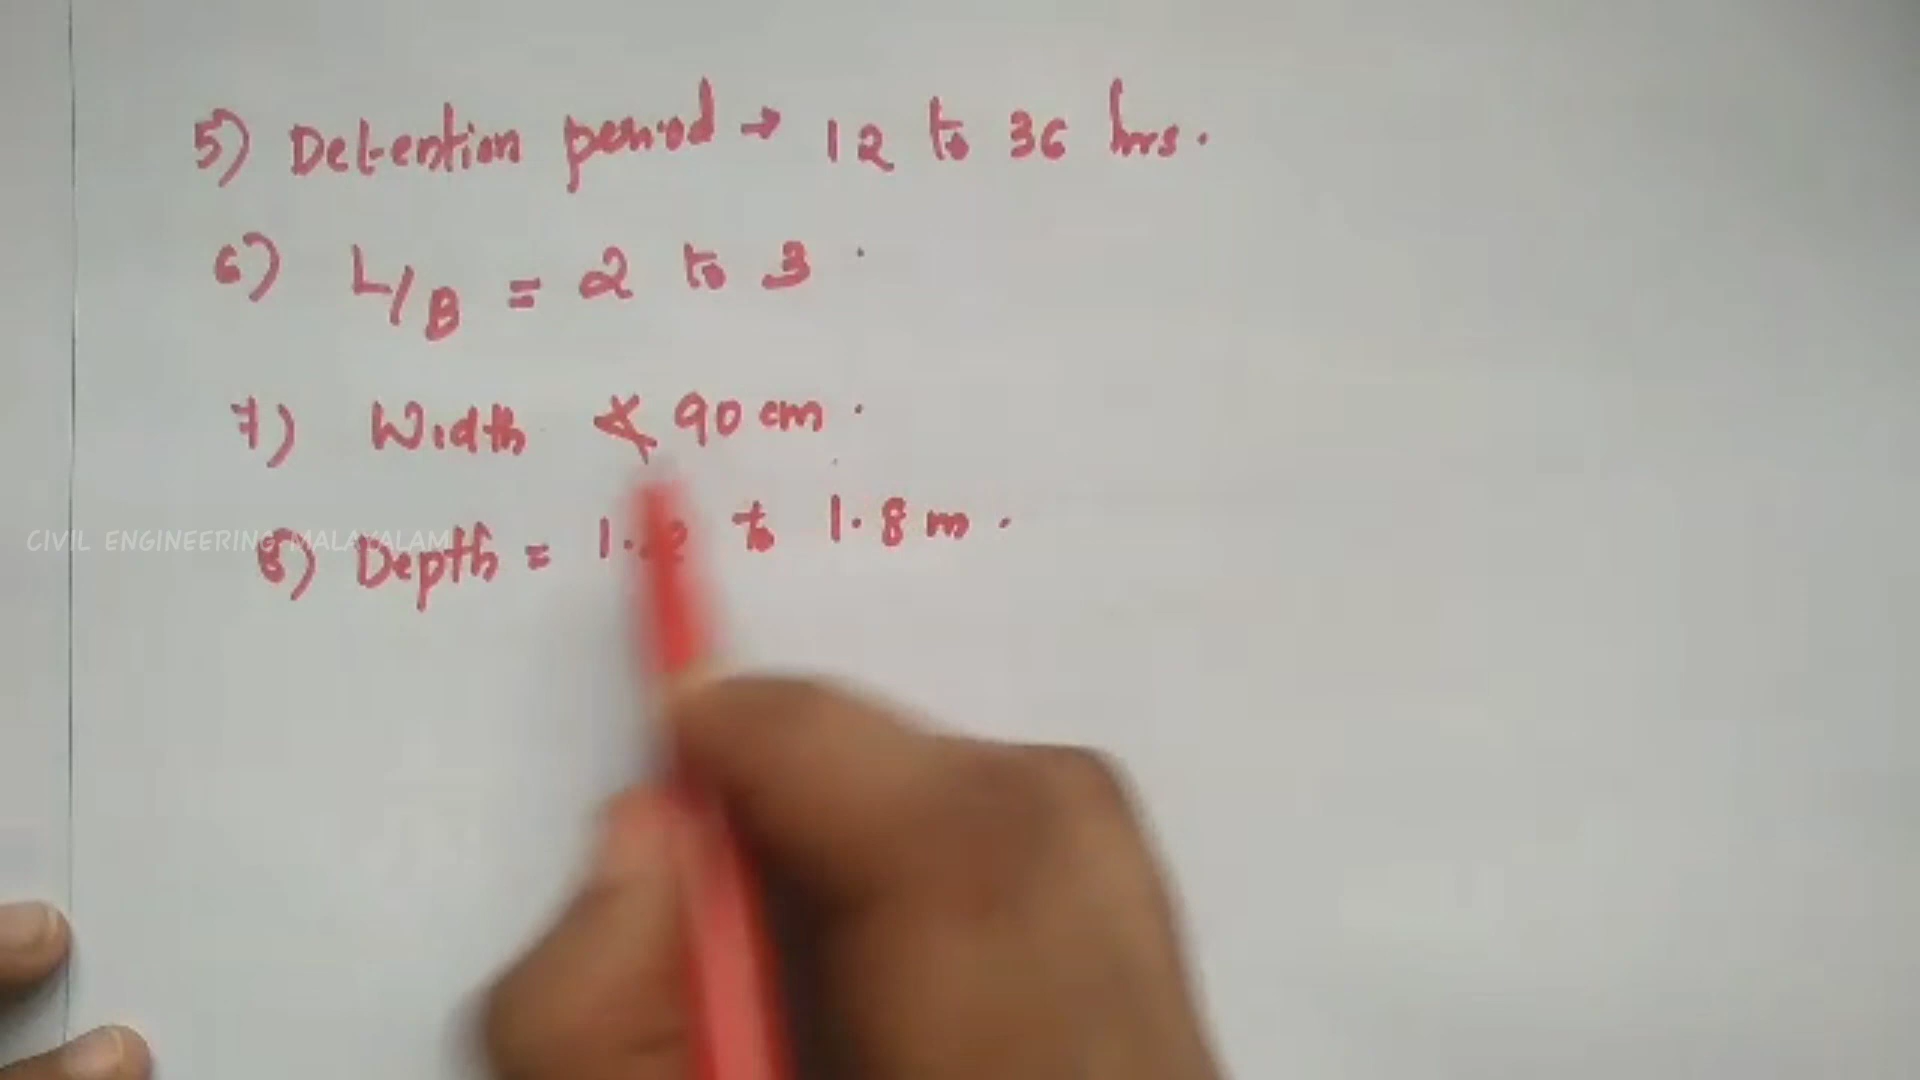 5) Detention period → 12 to 36 hrs.
6) L/B = 2 to 3.
7) Width ≮ 90 cm.
CIVIL ENGINEERING MALAYALAM
8) Depth = to 1.8 m.